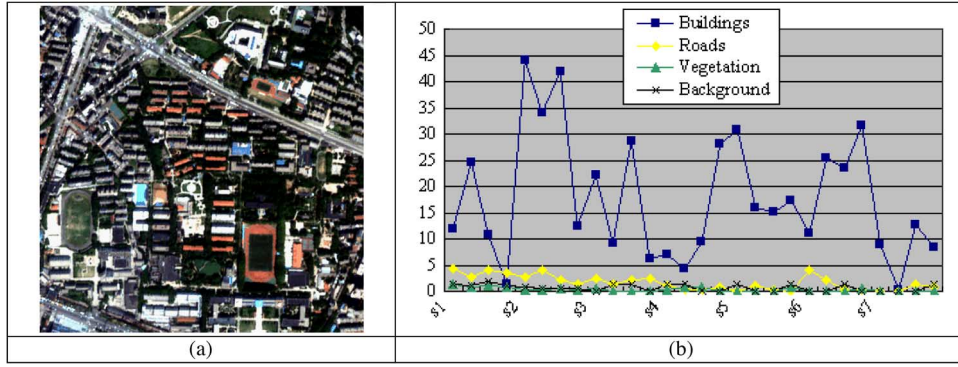 50
45
40
35
30
25
20
15
10
5
0
Buildings
Roads
Vegetation
Background
s1
s2
s3
s4
s5
s6
s7
(a)
(b)